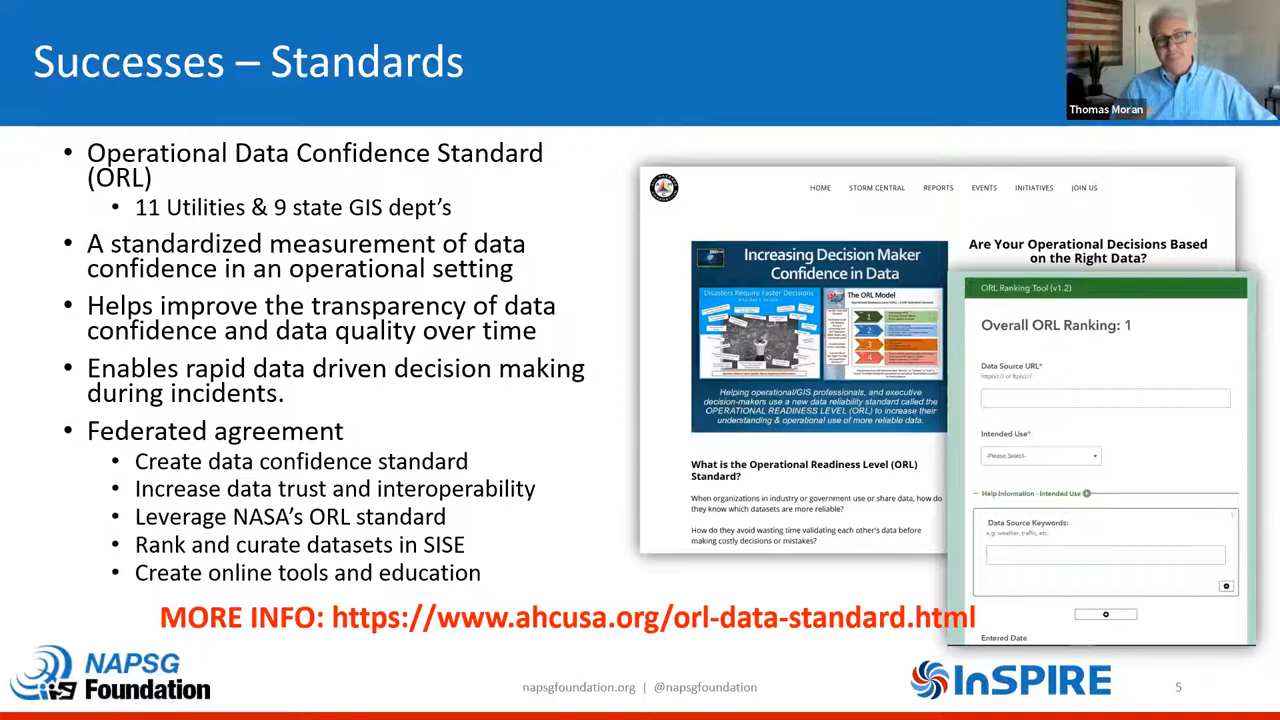 Successes – Standards
Thomas Moran
• Operational Data Confidence Standard
(ORL)
• 11 Utilities & 9 state GIS dept's
• A standardized measurement of data
confidence in an operational setting
• Helps improve the transparency of data
confidence and data quality over time
• Enables rapid data driven decision making
during incidents.
• Federated agreement
• Create data confidence standard
• Increase data trust and interoperability
• Leverage NASA's ORL standard
• Rank and curate datasets in SISE
• Create online tools and education
HOME STORM CENTRAL REPORTS EVENTS INITIATIVES JOIN US
Increasing Decision Maker
Confidence in Data
Disasters Require Faster Decisions
The ORL Model
1
2
3
4
Helping operational/GIS professionals, and executive
decision-makers use a new data reliability standard called the
OPERATIONAL READINESS LEVEL (ORL) to increase their
understanding & operational use of more reliable data.
Are Your Operational Decisions Based
on the Right Data?
What is the Operational Readiness Level (ORL)
Standard?
When organizations in industry or government use or share data, how do
they know which datasets are more reliable?
How do they avoid wasting time validating each other's data before
making costly decisions or mistakes?
ORL Ranking Tool (v1.2)
Overall ORL Ranking: 1
Data Source URL*
Intended Use*
-Please Select-
Help Information - Intended Use
Data Source Keywords:
e.g. weather, traffic, etc.
Entered Date
MORE INFO: https://www.ahcusa.org/orl-data-standard.html
NAPSG
Foundation
napsgfoundation.org | @napsgfoundation
InSPIRE
5